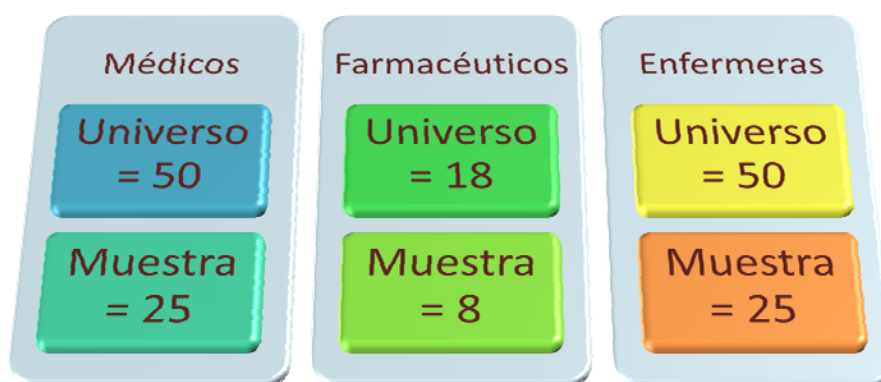 Médicos
Universo
= 50
Muestra
= 25
Farmacéuticos
Universo
= 18
Muestra
= 8
Enfermeras
Universo
= 50
Muestra
= 25